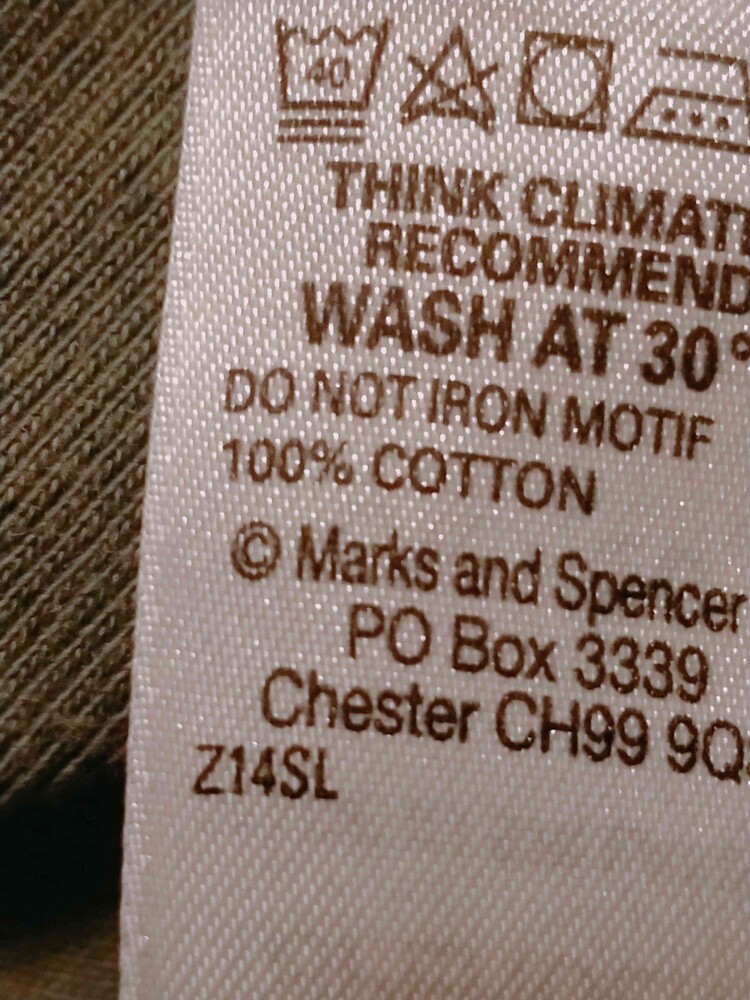 40
THINK CLIMAT
RECOMMEND
WASH AT 30°
DO NOT IRON MOTIF
100% COTTON
© Marks and Spencer
PO Box 3339
Chester CH99 9Q
Z14SL